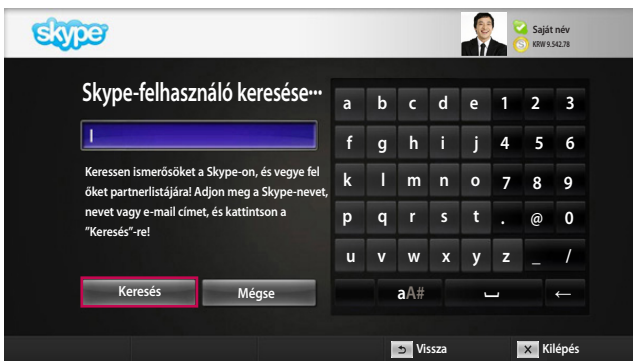 skype
Saját név
KRW 9.542.78
Skype-felhasználó keresése•••
Keressen ismerősöket a Skype-on, és vegye fel
őket partnerlistájára! Adjon meg a Skype-nevet,
nevet vagy e-mail címet, és kattintson a
"Keresés"-re!
Keresés Mégse
a b c d e 1 2 3
f g h i j 4 5 6
k l m n o 7 8 9
p q r s t . @ 0
u v w x y z _ /
aA# ←
Vissza X Kilépés